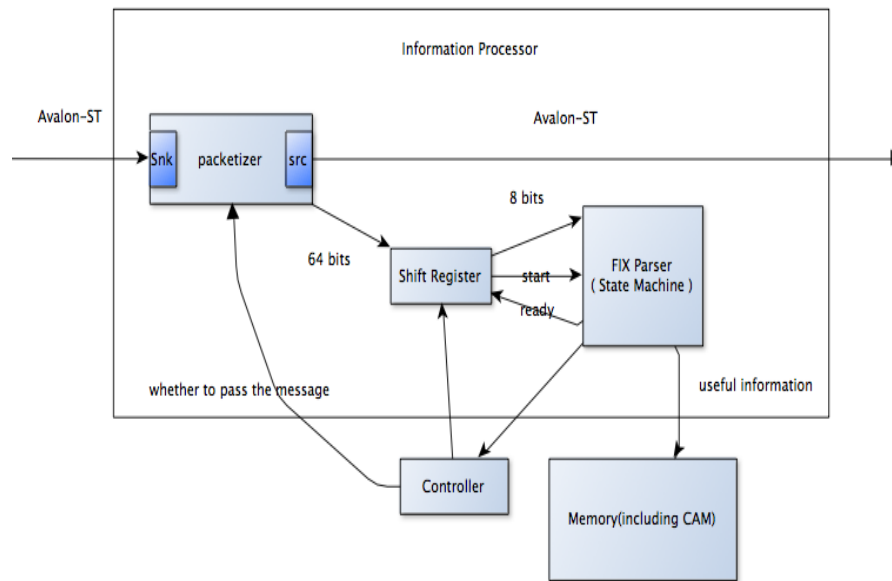 Information Processor
Avalon-ST
Avalon-ST
Snk
packetizer
src
8 bits
64 bits
Shift Register
start
ready
FIX Parser
( State Machine )
whether to pass the message
useful information
Controller
Memory(including CAM)